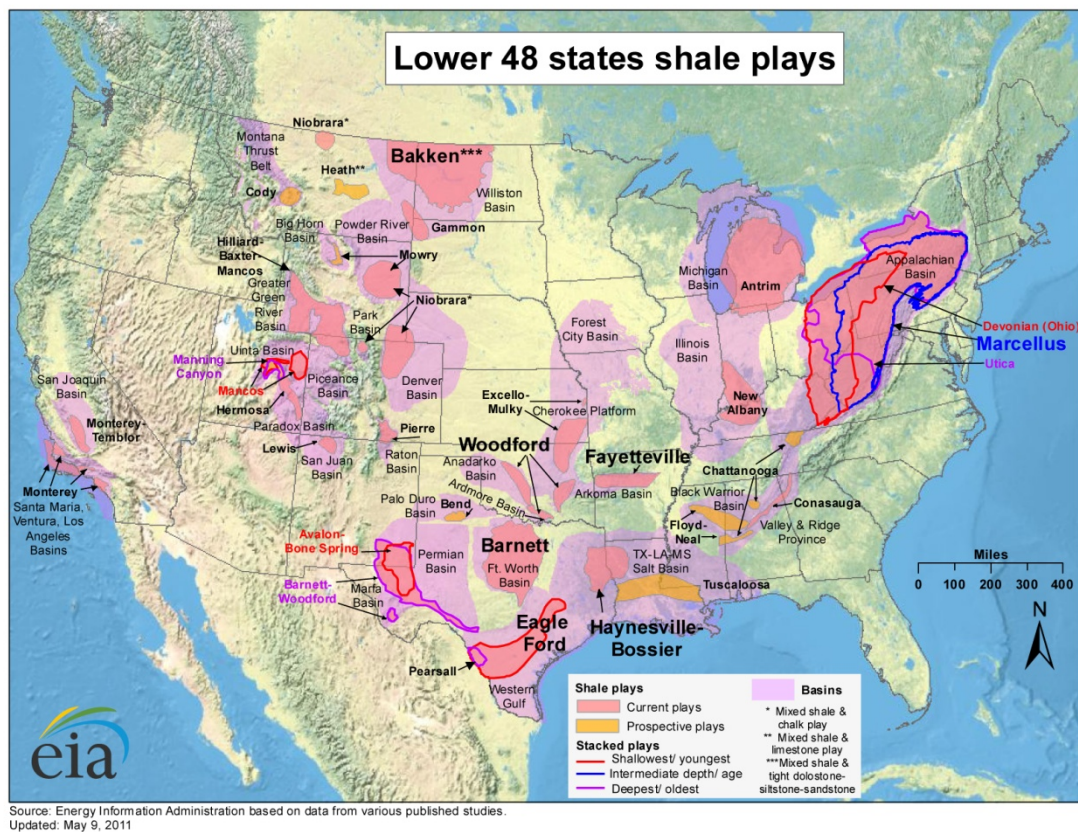 Lower 48 states shale plays
Niobrara*
Montana
Thrust
Belt
Bakken***
Heath**
Cody
Williston
Basin
Big Horn
Basin
Powder River
Basin
Gammon
Hilliard-
Baxter-
Mancos
Mowry
Greater
Green
River
Basin
Niobrara*
Park
Basin
Michigan
Basin
Antrim
Appalachian
Basin
Devonian (Ohio)
Marcellus
Utica
Forest
City Basin
Illinois
Basin
Uinta Basin
Manning
Canyon
Mancos
Piceance
Basin
Denver
Basin
Hermosa
San Joaquin
Basin
Monterey-
Temblor
Paradox Basin
Lewis
San Juan
Basin
Pierre
Raton
Basin
Excello-
Mulky
Cherokee Platform
New
Albany
Woodford
Anadarko
Basin
Ardmore Basin
Fayetteville
Arkoma Basin
Chattanooga
Black Warrior
Basin
Conasauga
Floyd-
Neal
Valley & Ridge
Province
Monterey
Santa Maria,
Ventura, Los
Angeles
Basins
Palo Duro
Basin
Bend
Avalon-
Bone Spring
Permian
Basin
Barnett
Ft. Worth
Basin
TX-LA-MS
Salt Basin
Tuscaloosa
Barnett-
Woodford
Marfa
Basin
Eagle
Ford
Haynesville-
Bossier
Pearsall
Western
Gulf
Miles
0 100 200 300 400
N
Shale plays
Current plays
Prospective plays
Stacked plays
Shallowest/ youngest
Intermediate depth/ age
Deepest/ oldest
Basins
* Mixed shale &
chalk play
** Mixed shale &
limestone play
***Mixed shale &
tight dolostone-
siltstone-sandstone
eia
Source: Energy Information Administration based on data from various published studies.
Updated: May 9, 2011